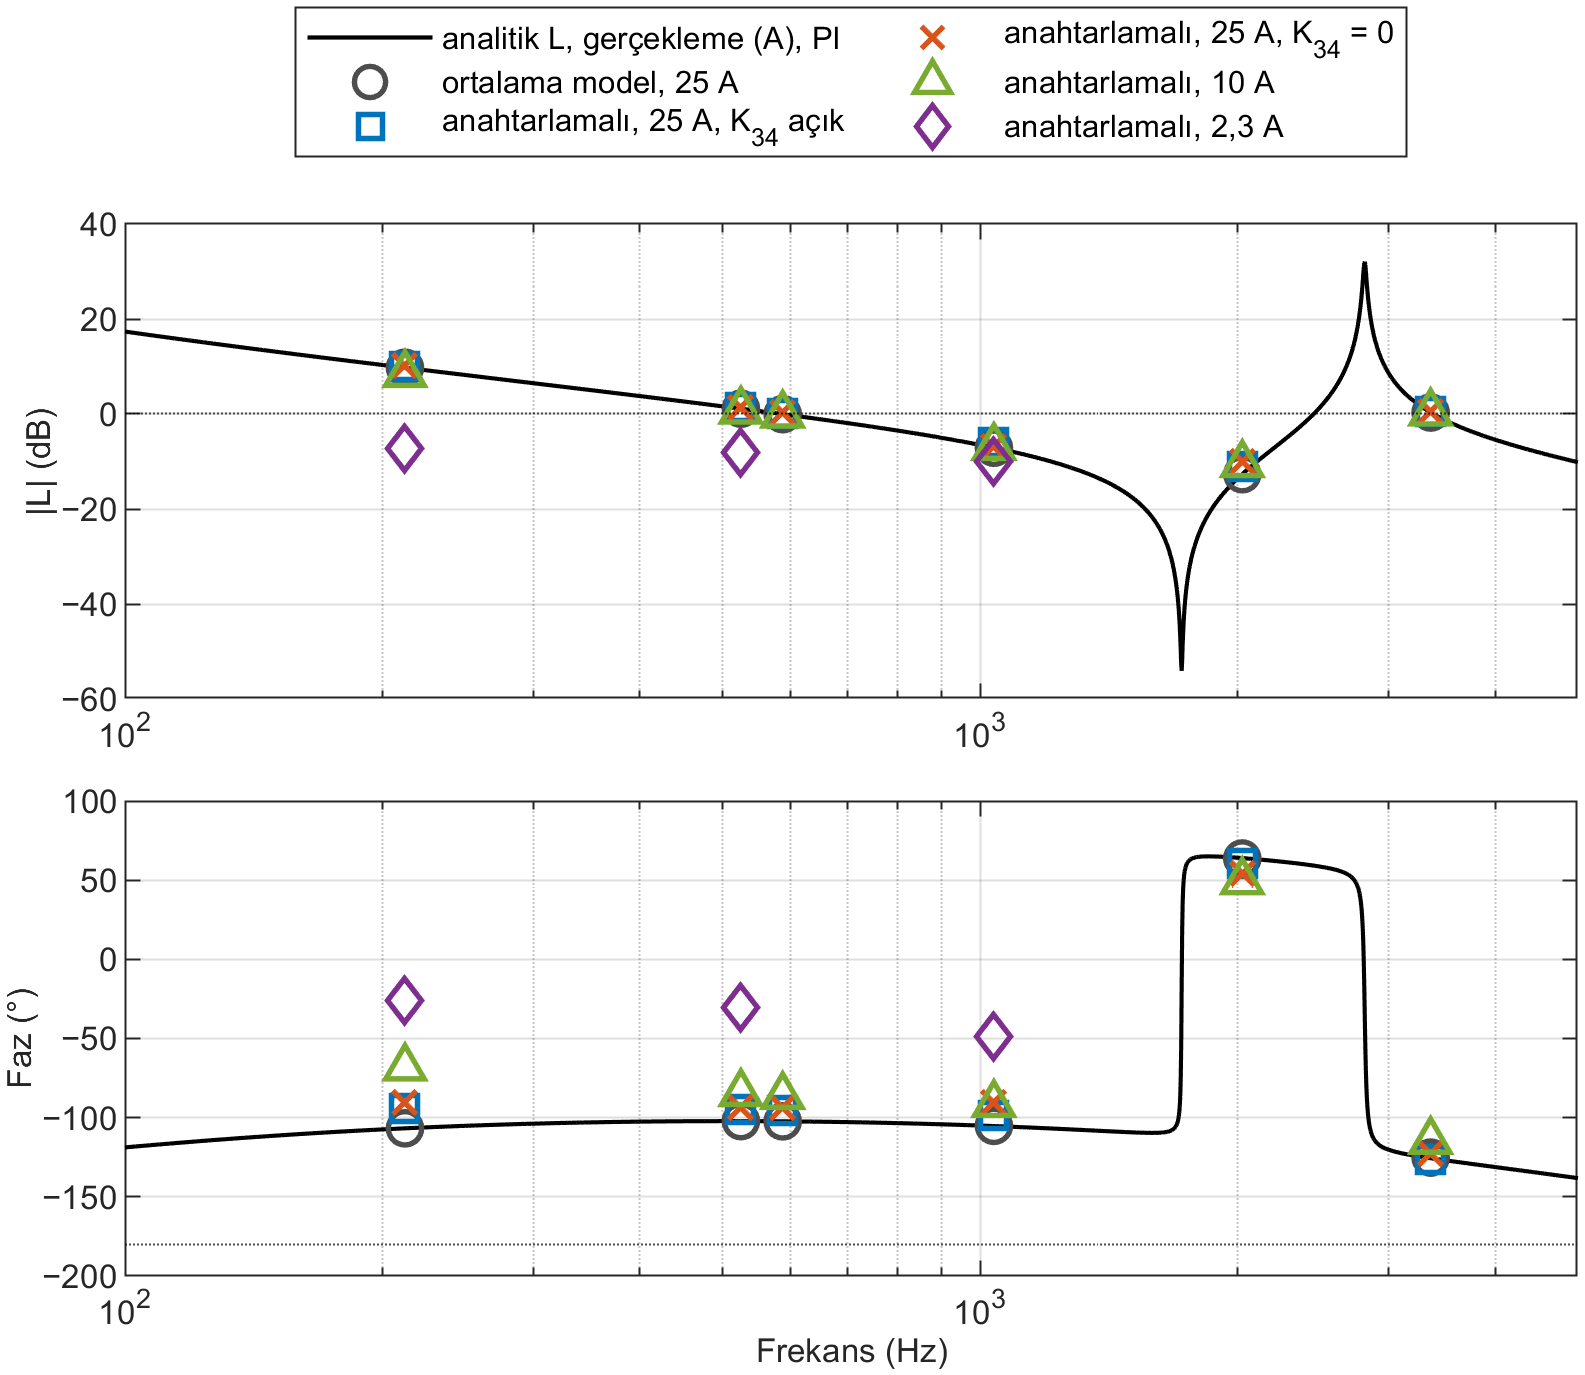 analitik L, gerçekleme (A), PI
ortalama model, 25 A
anahtarlamalı, 25 A, K34 açık
anahtarlamalı, 25 A, K34 = 0
anahtarlamalı, 10 A
anahtarlamalı, 2,3 A
|L| (dB)
40
20
0
−20
−40
−60
10^2
10^3
Faz (°)
100
50
0
−50
−100
−150
−200
10^2
10^3
Frekans (Hz)